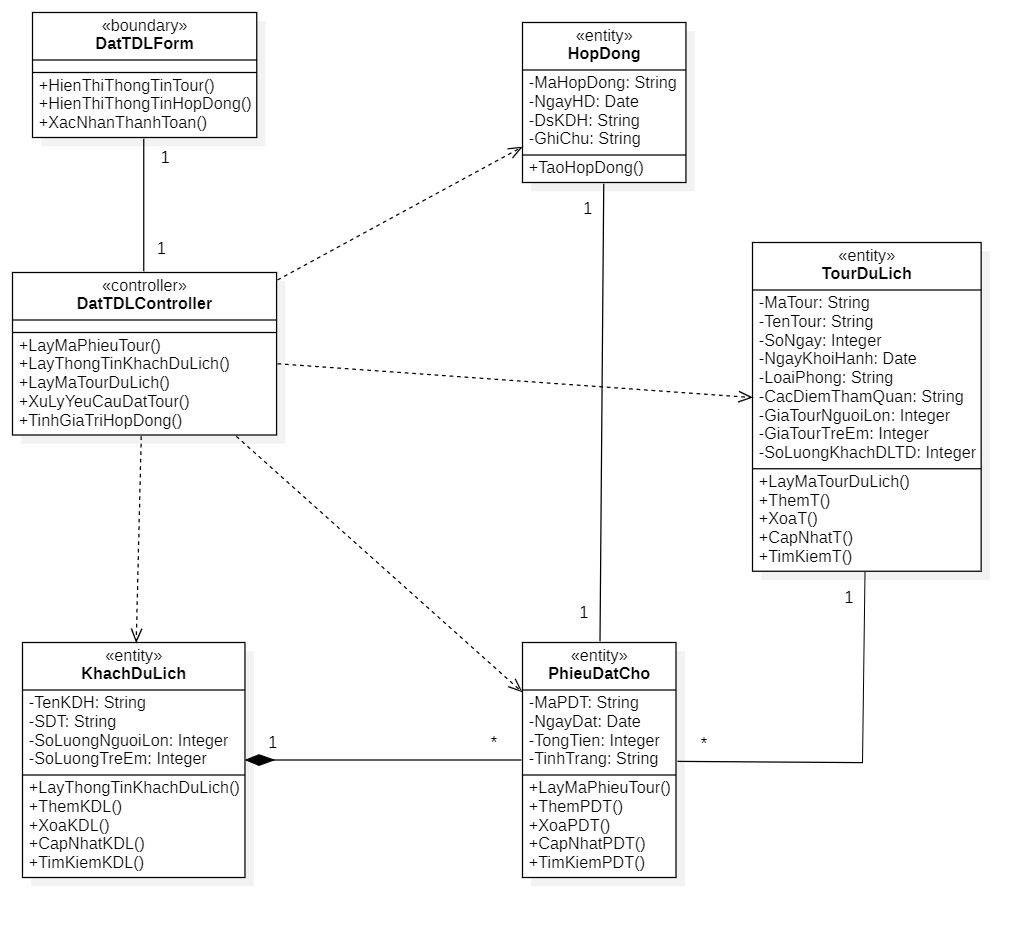 «boundary»
DatTDLForm
+HienThiThongTinTour()
+HienThiThongTinHopDong()
+XacNhanThanhToan()
1
1
«controller»
DatTDLController
+LayMaPhieuTour()
+LayThongTinKhachDuLich()
+LayMaTourDuLich()
+XuLyYeuCauDatTour()
+TinhGiaTriHopDong()
«entity»
HopDong
-MaHopDong: String
-NgayHD: Date
-DsKDH: String
-GhiChu: String
+TaoHopDong()
1
1
«entity»
TourDuLich
-MaTour: String
-TenTour: String
-SoNgay: Integer
-NgayKhoiHanh: Date
-LoaiPhong: String
-CacDiemThamQuan: String
-GiaTourNguoiLon: Integer
-GiaTourTreEm: Integer
-SoLuongKhachDLTD: Integer
+LayMaTourDuLich()
+ThemT()
+XoaT()
+CapNhatT()
+TimKiemT()
1
*
«entity»
KhachDuLich
-TenKDH: String
-SDT: String
-SoLuongNguoiLon: Integer
-SoLuongTreEm: Integer
+LayThongTinKhachDuLich()
+ThemKDL()
+XoaKDL()
+CapNhatKDL()
+TimKiemKDL()
1
*
«entity»
PhieuDatCho
-MaPDT: String
-NgayDat: Date
-TongTien: Integer
-TinhTrang: String
+LayMaPhieuTour()
+ThemPDT()
+XoaPDT()
+CapNhatPDT()
+TimKiemPDT()